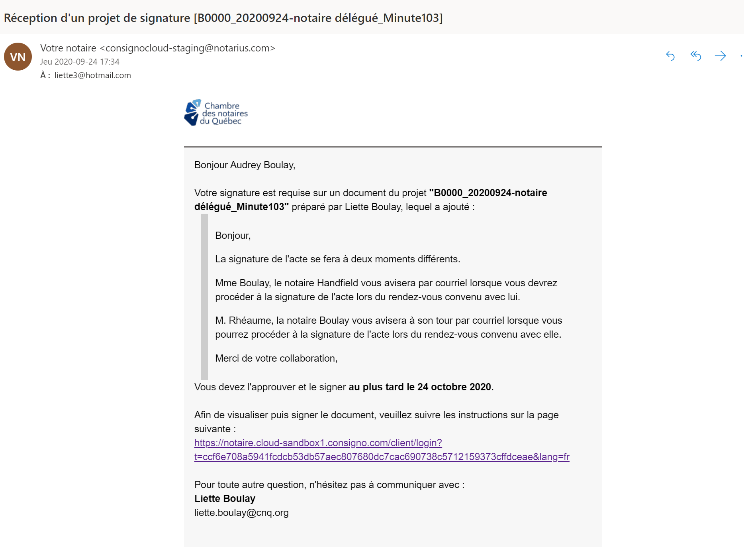 Réception d'un projet de signature [B0000_20200924-notaire délégué_Minute103]
VN
Votre notaire <consignocloud-staging@notarius.com>
Jeu 2020-09-24 17:34
À : liette3@hotmail.com
Chambre
des notaires
du Québec
Bonjour Audrey Boulay,
Votre signature est requise sur un document du projet "B0000_20200924-notaire
délégué_Minute103" préparé par Liette Boulay, lequel a ajouté :
Bonjour,
La signature de l'acte se fera à deux moments différents.
Mme Boulay, le notaire Handfield vous avisera par courriel lorsque vous devrez
procéder à la signature de l'acte lors du rendez-vous convenu avec lui.
M. Rhéaume, la notaire Boulay vous avisera à son tour par courriel lorsque vous
pourrez procéder à la signature de l'acte lors du rendez-vous convenu avec elle.
Merci de votre collaboration,
Vous devez l'approuver et le signer au plus tard le 24 octobre 2020.
Afin de visualiser puis signer le document, veuillez suivre les instructions sur la page
suivante :
https://notaire.cloud-sandbox1.consigno.com/client/login?
t=ccf6e708a5941fcdcb53db57aec807680dc7cac690738c5712159373cffdceae&lang=fr
Pour toute autre question, n'hésitez pas à communiquer avec :
Liette Boulay
liette.boulay@cnq.org